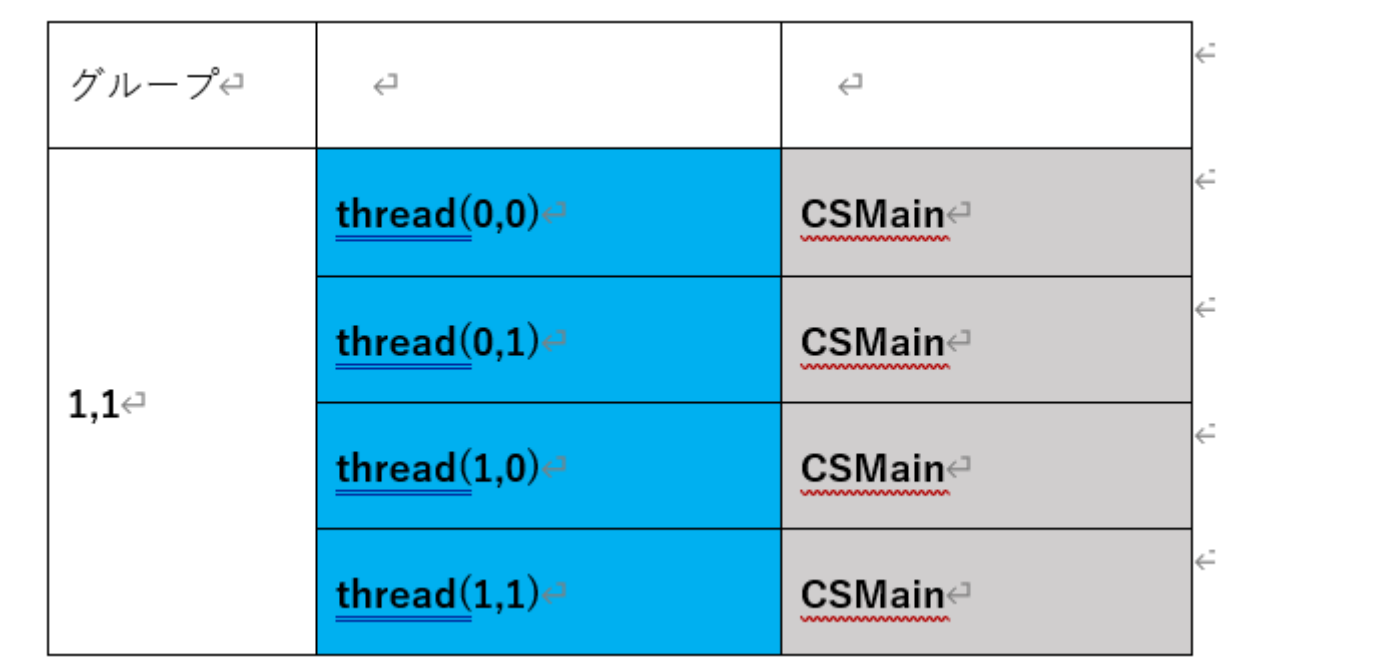 グループ
thread(0,0) CSMain
thread(0,1) CSMain
1,1
thread(1,0) CSMain
thread(1,1) CSMain